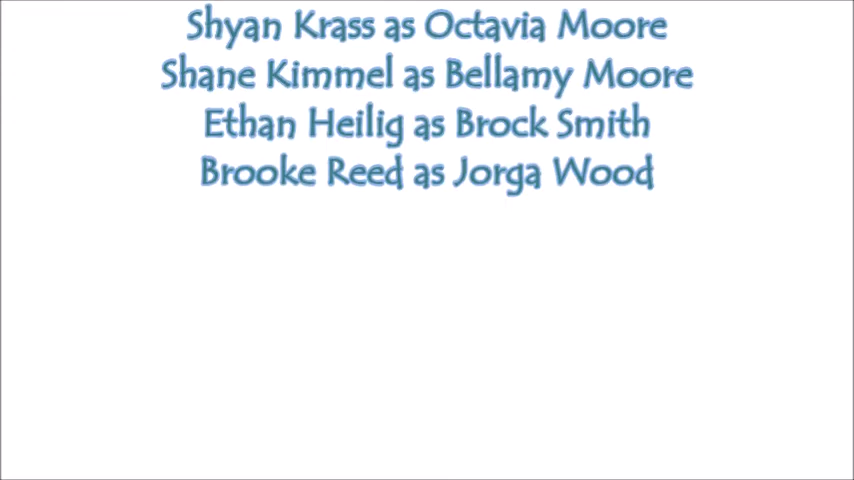 Shyan Krass as Octavia Moore
Shane Kimmel as Bellamy Moore
Ethan Heilig as Brock Smith
Brooke Reed as Jorga Wood